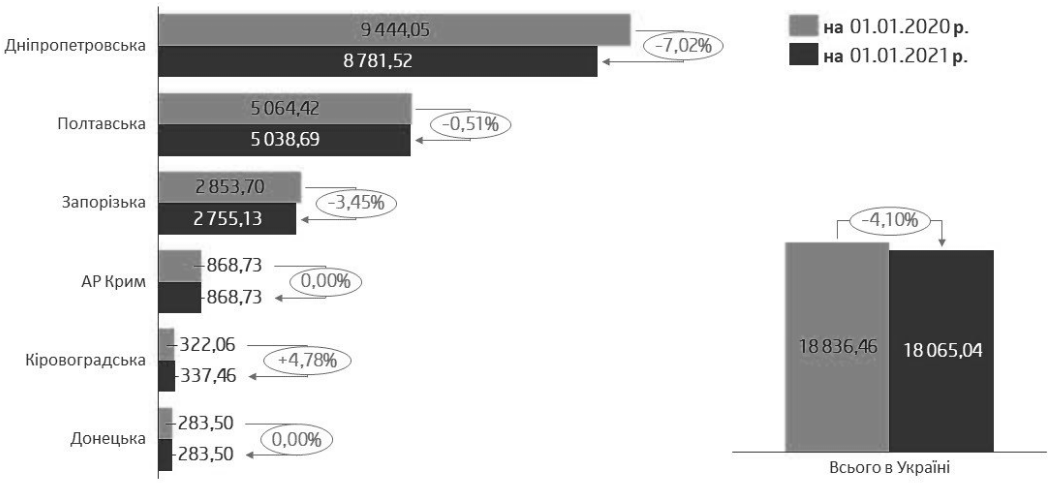 Дніпропетровська
9 444,05
8 781,52
-7,02%
на 01.01.2020 р.
на 01.01.2021 р.
Полтавська
5 064,42
5 038,69
-0,51%
Запорізька
2 853,70
2 755,13
-3,45%
АР Крим
868,73
868,73
0,00%
Кіровоградська
322,06
337,46
+4,78%
Донецька
283,50
283,50
0,00%
-4,10%
18 836,46
18 065,04
Всього в Україні